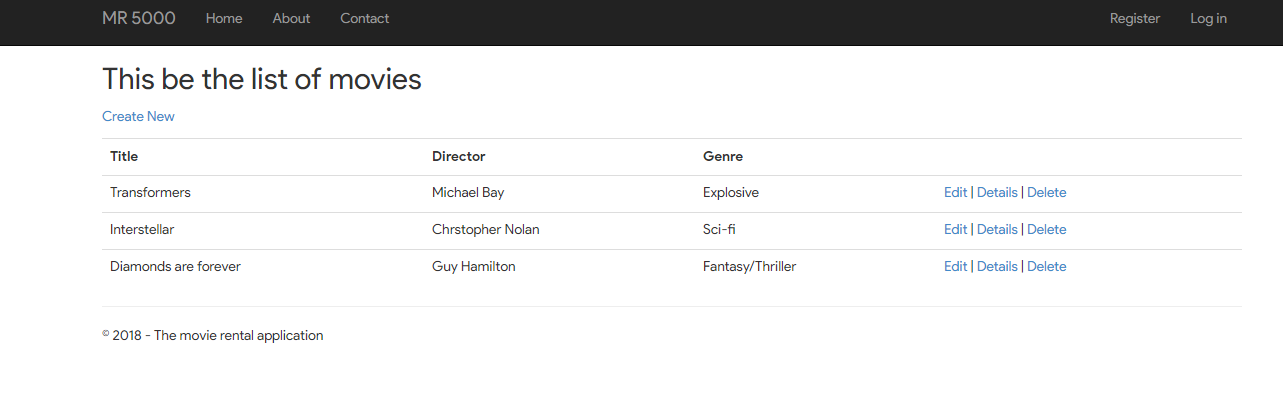 MR 5000 Home About Contact Register Log in
This be the list of movies
Create New
Title Director Genre
Transformers Michael Bay Explosive Edit | Details | Delete
Interstellar Chrstopher Nolan Sci-fi Edit | Details | Delete
Diamonds are forever Guy Hamilton Fantasy/Thriller Edit | Details | Delete
© 2018 - The movie rental application